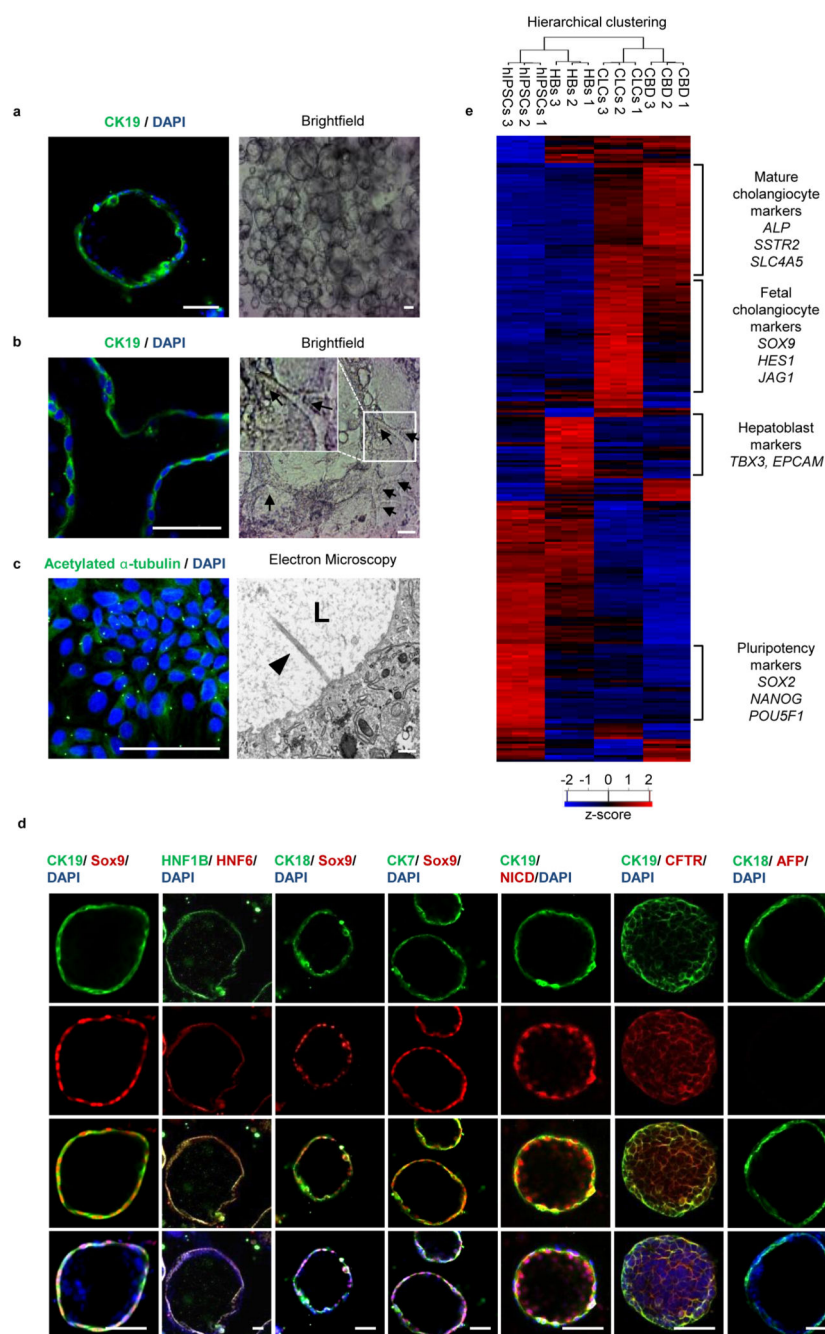 Hierarchical clustering
hIPSCs 3
hIPSCs 2
hIPSCs 1
HBs 3
HBs 2
HBs 1
CLCs 3
CLCs 2
CLCs 1
CBD 3
CBD 2
CBD 1
a
CK19 / DAPI
Brightfield
b
CK19 / DAPI
Brightfield
c
Acetylated α-tubulin / DAPI
Electron Microscopy
L
e
Mature
cholangiocyte
markers
ALP
SSTR2
SLC4A5
Fetal
cholangiocyte
markers
SOX9
HES1
JAG1
Hepatoblast
markers
TBX3, EPCAM
Pluripotency
markers
SOX2
NANOG
POU5F1
-2 -1 0 1 2
z-score
d
CK19/ Sox9/
DAPI
HNF1B/ HNF6/
DAPI
CK18/ Sox9/
DAPI
CK7/ Sox9/
DAPI
CK19/
NICD/DAPI
CK19/ CFTR/
DAPI
CK18/ AFP/
DAPI